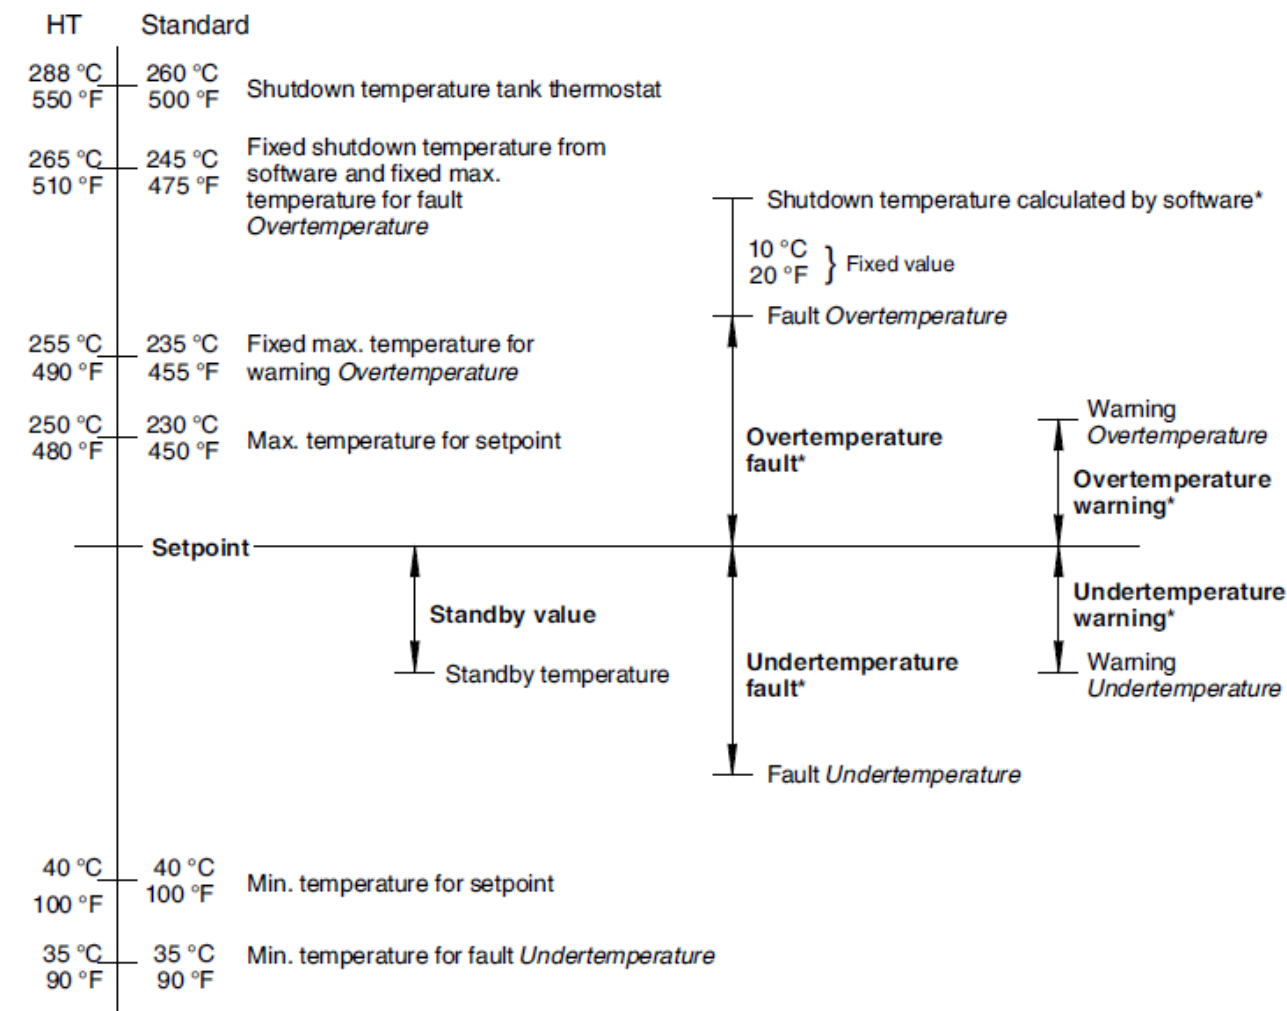 HT Standard
288 °C 260 °C
550 °F 500 °F
Shutdown temperature tank thermostat
265 °C 245 °C
510 °F 475 °F
Fixed shutdown temperature from
software and fixed max.
temperature for fault
Overtemperature
Shutdown temperature calculated by software*
10 °C
20 °F
} Fixed value
Fault Overtemperature
255 °C 235 °C
490 °F 455 °F
Fixed max. temperature for
warning Overtemperature
250 °C 230 °C
480 °F 450 °F
Max. temperature for setpoint
Overtemperature
fault*
Warning
Overtemperature
Overtemperature
warning*
Setpoint
Standby value
Standby temperature
Undertemperature
fault*
Undertemperature
warning*
Warning
Undertemperature
Fault Undertemperature
40 °C 40 °C
100 °F 100 °F
Min. temperature for setpoint
35 °C 35 °C
90 °F 90 °F
Min. temperature for fault Undertemperature